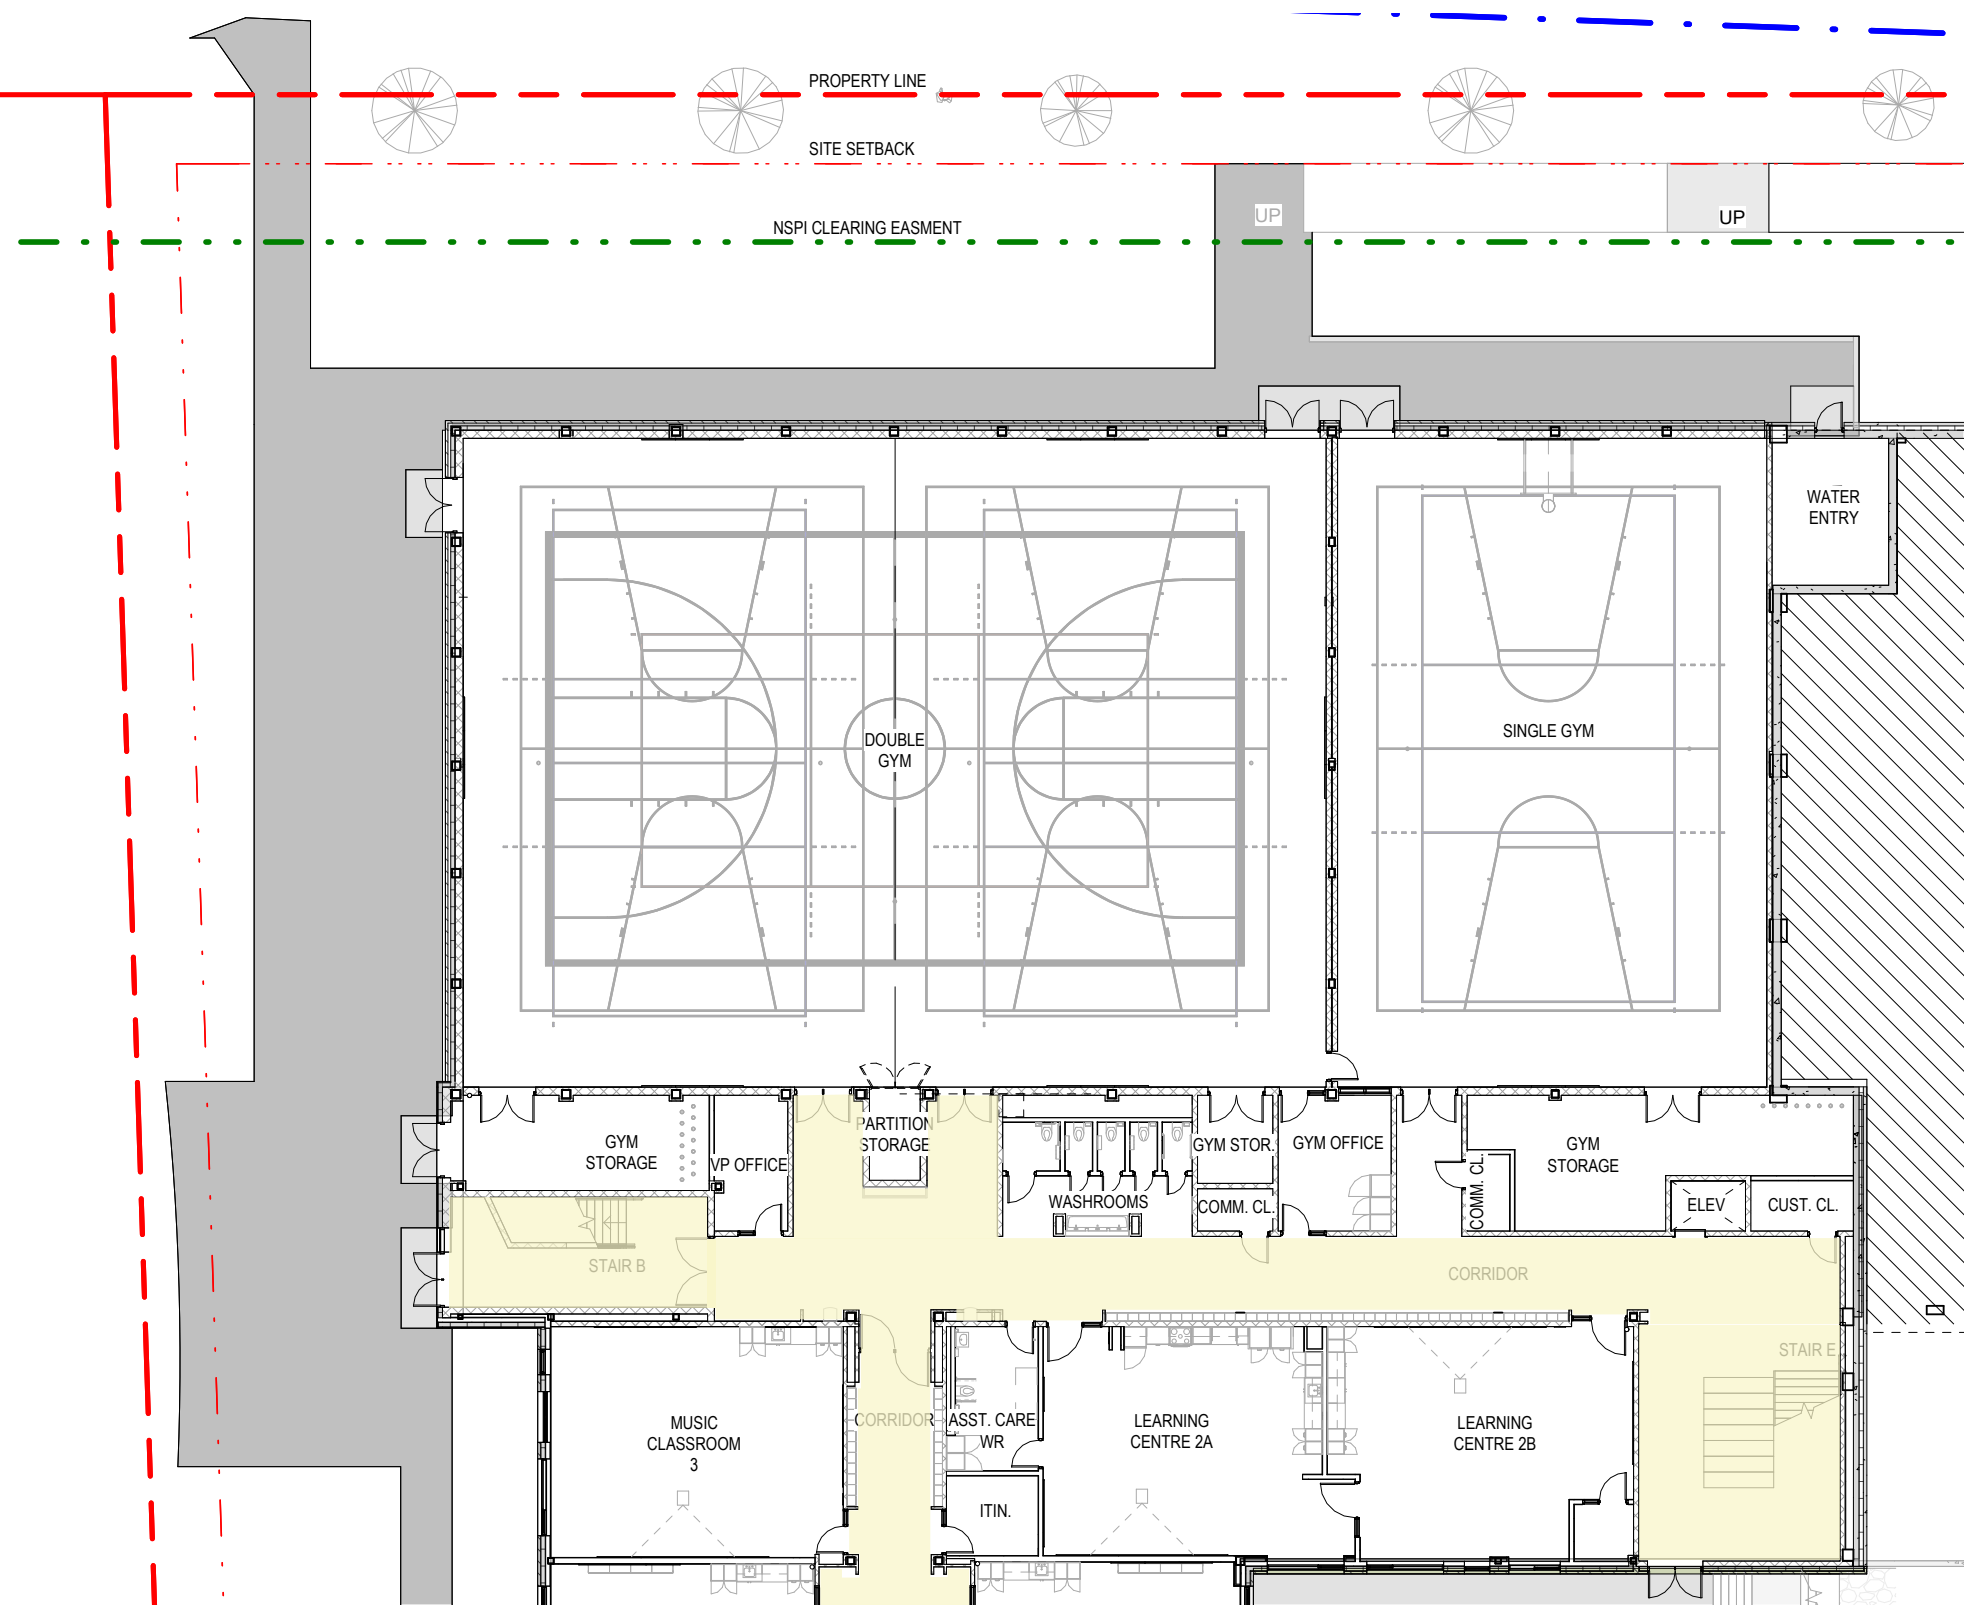 PROPERTY LINE
SITE SETBACK
UP
UP
NSPI CLEARING EASMENT
WATER
ENTRY
DOUBLE
GYM
SINGLE GYM
PARTITION
STORAGE
GYM
STORAGE
VP OFFICE
GYM STOR.
GYM OFFICE
GYM
STORAGE
COMM. CL.
WASHROOMS
COMM. CL.
ELEV
CUST. CL.
STAIR B
CORRIDOR
STAIR E
MUSIC
CLASSROOM
3
CORRIDOR
ASST. CARE
WR
LEARNING
CENTRE 2A
LEARNING
CENTRE 2B
ITIN.